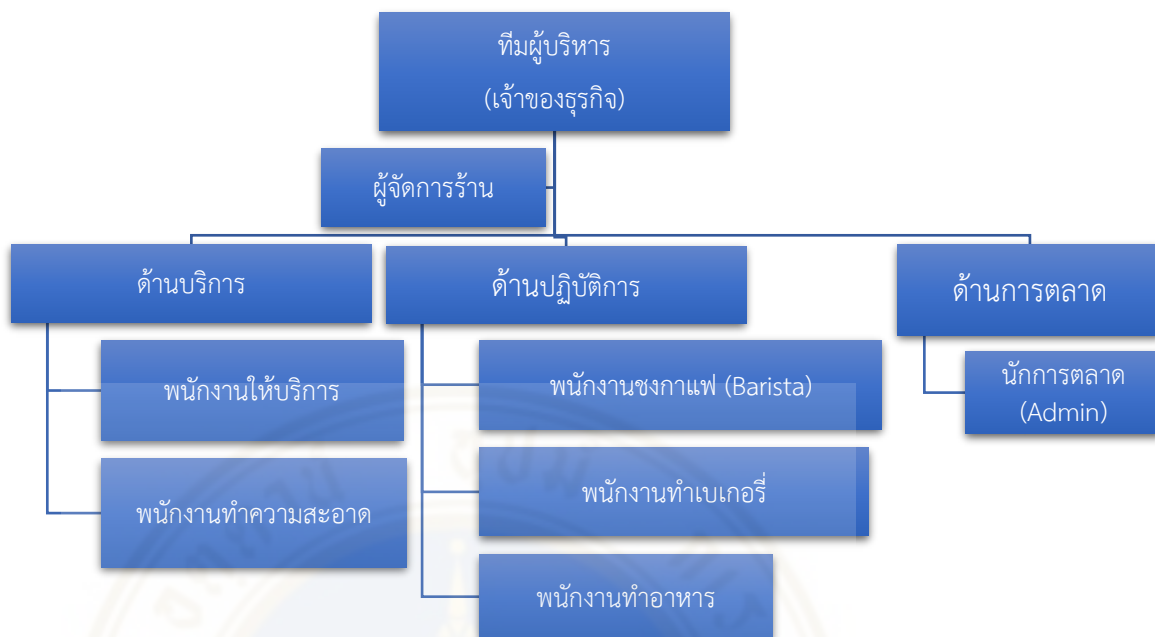 ทีมผู้บริหาร
(เจ้าของธุรกิจ)
ผู้จัดการร้าน
ด้านบริการ
ด้านปฏิบัติการ
ด้านการตลาด
พนักงานให้บริการ
พนักงานชงกาแฟ (Barista)
นักการตลาด
(Admin)
พนักงานทำความสะอาด
พนักงานทำเบเกอรี่
พนักงานทำอาหาร